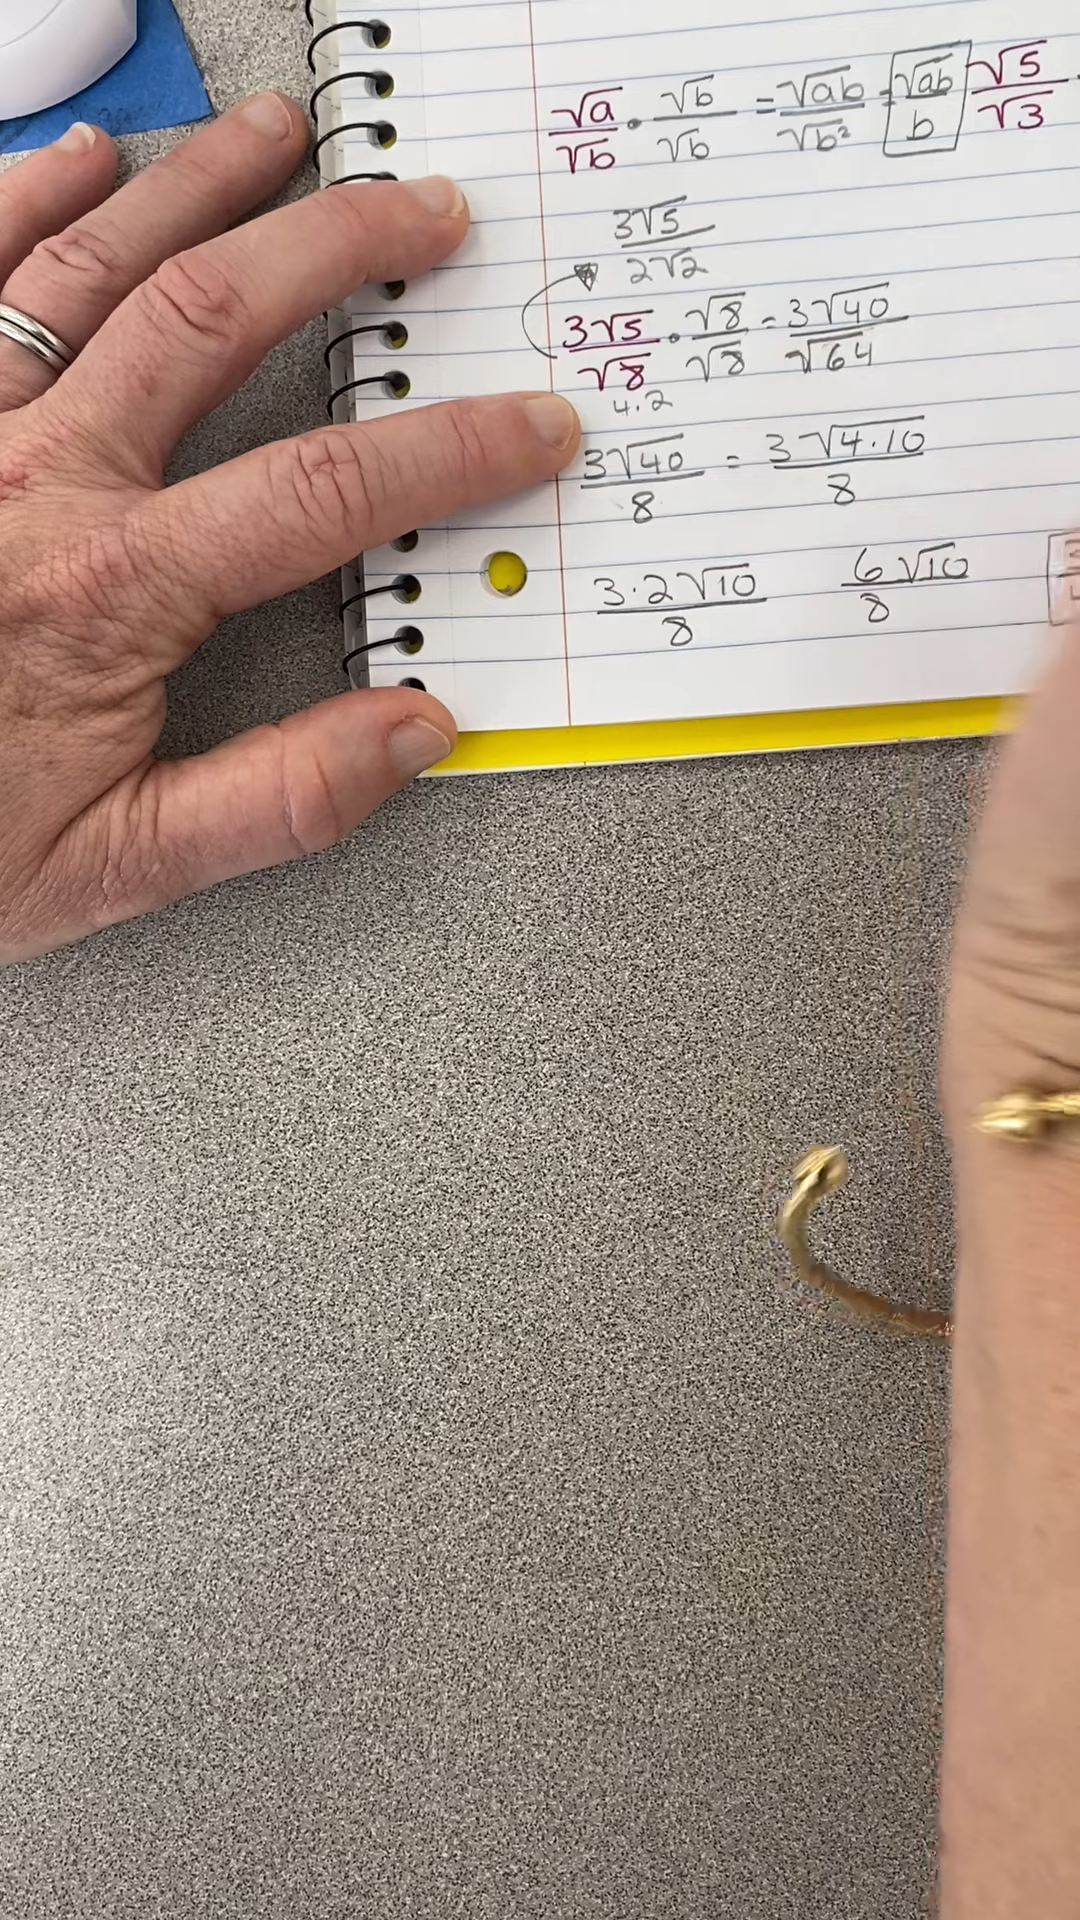 √a/√b · √b/√b = √ab/√b² = √ab/b √5/√3
3√5/2√2
3√5/√8 · √8/√8 = 3√40/√64
4.2
3√40/8 = 3√4.10/8
3·2√10/8 6√10/8